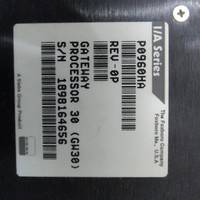 I/A Series
The Foxboro Company
Foxboro Ma., U.S.A.
P0960HA
REV-0P
GATEWAY
PROCESSOR 30 (GW30)
S/N 1898164656
A Siebe Group Product